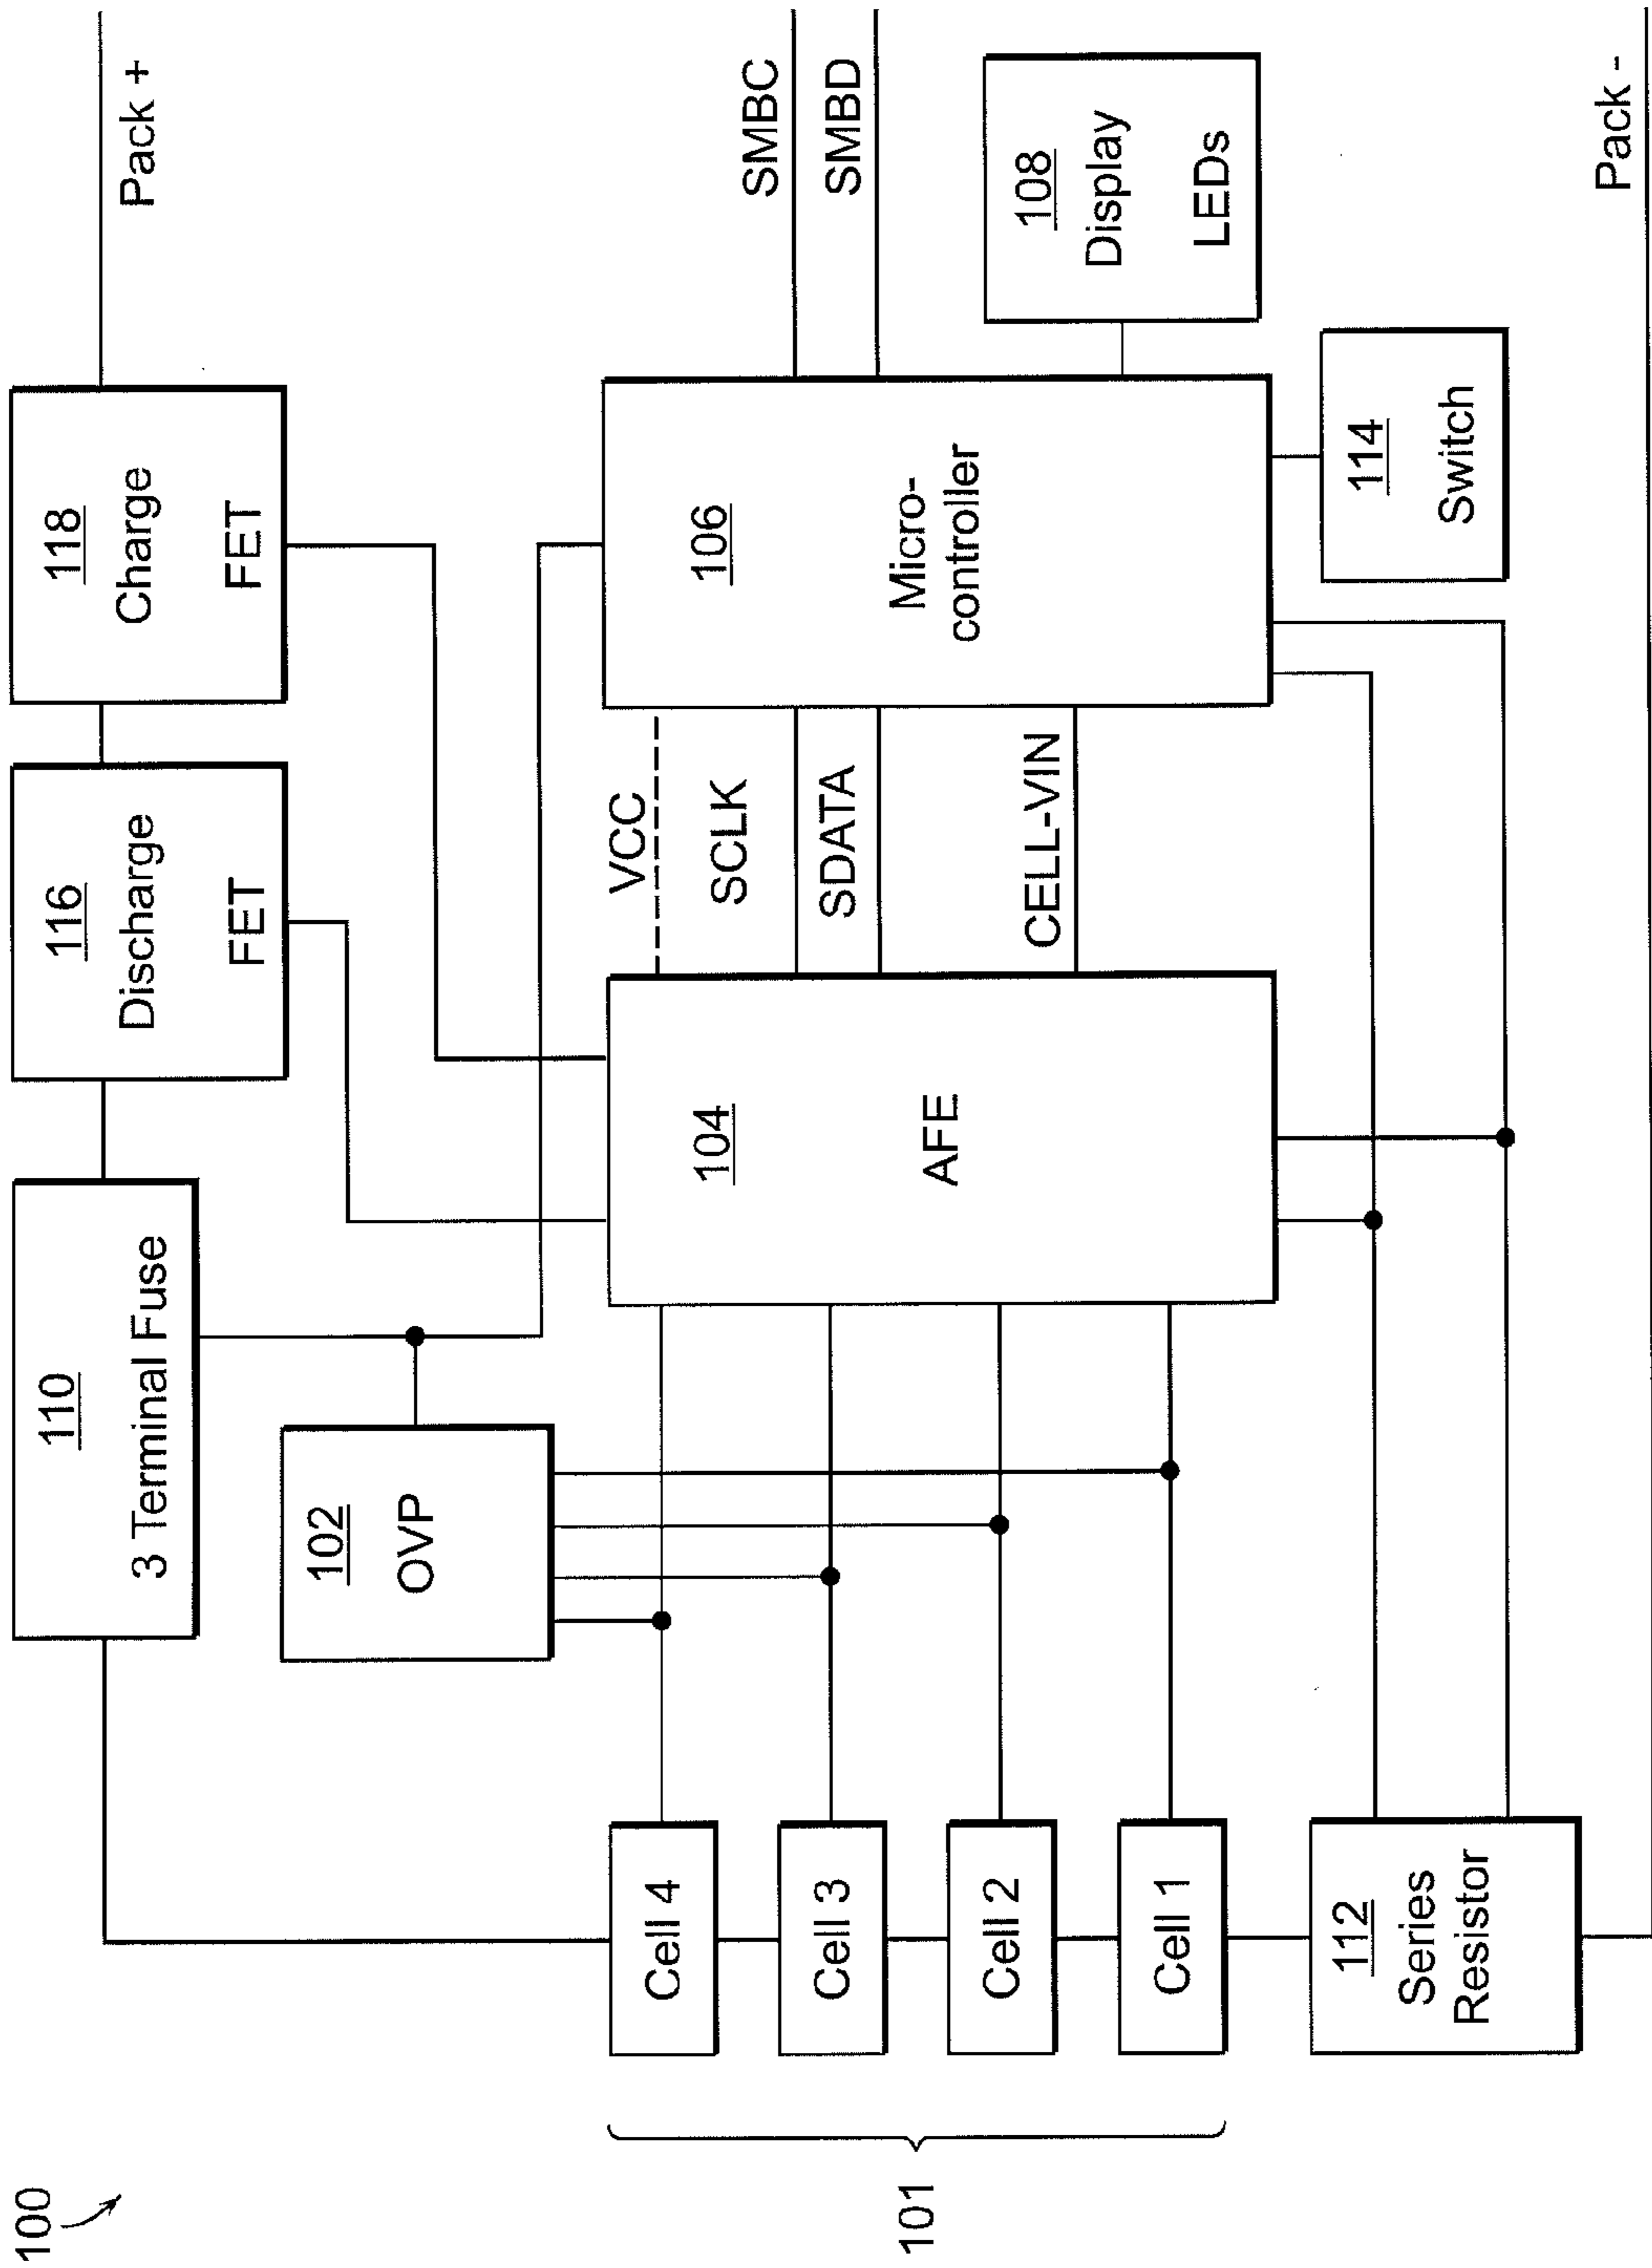 100
110
3 Terminal Fuse
116
Discharge
FET
118
Charge
FET
Pack +
102
OVP
101
Cell 4
Cell 3
Cell 2
Cell 1
104
AFE
VCC
SCLK
SDATA
CELL-VIN
106
Micro-
controller
SMBC
SMBD
108
Display
LEDs
112
Series
Resistor
114
Switch
Pack -